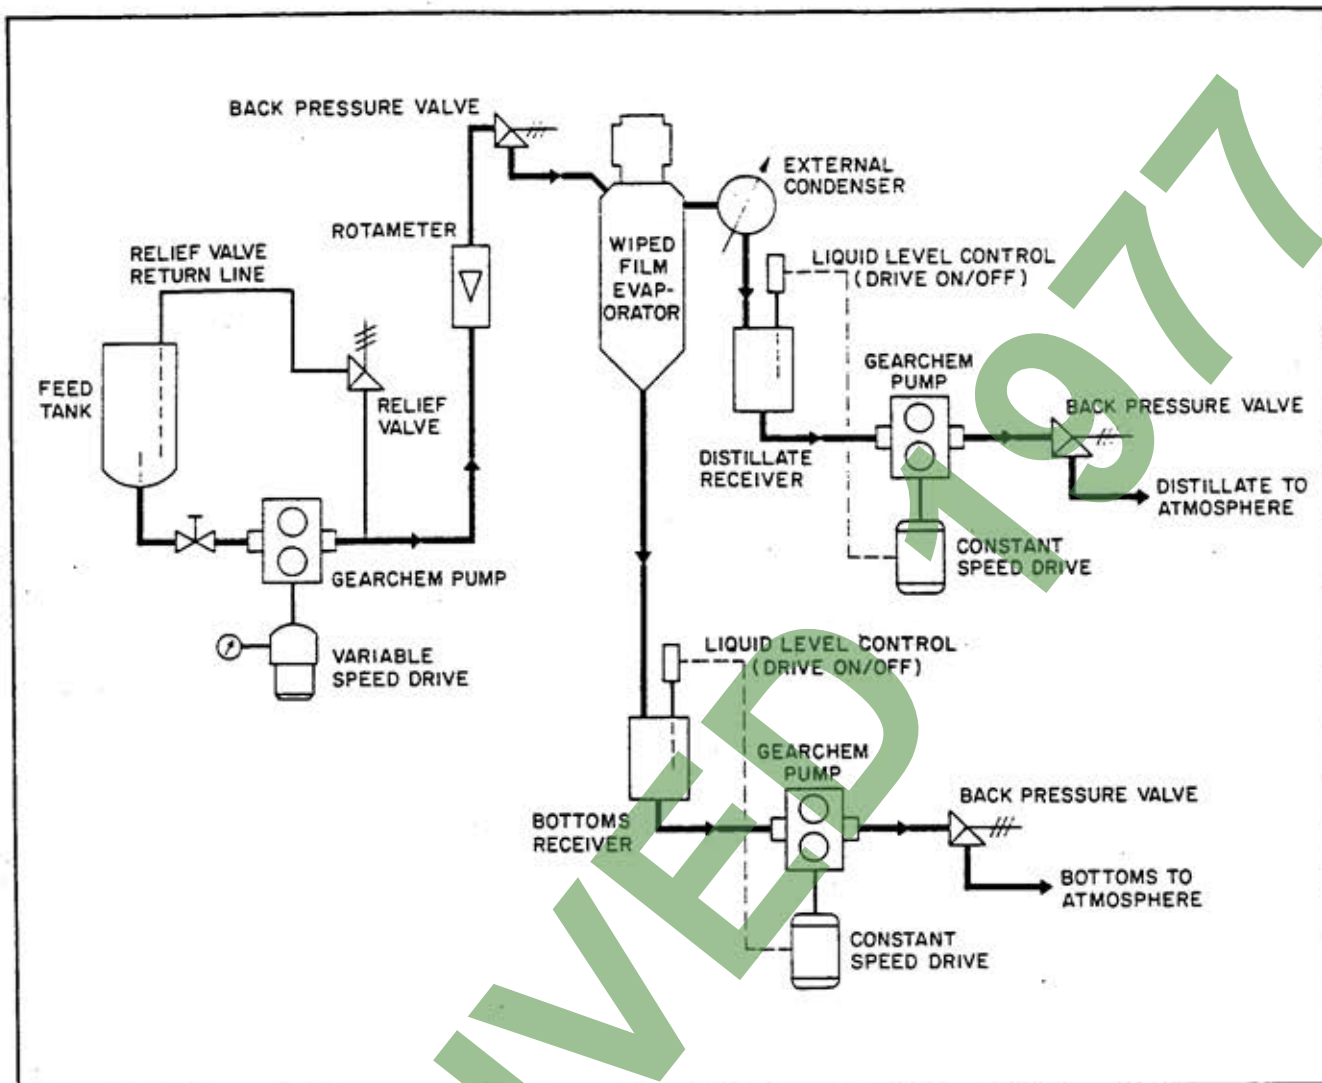 BACK PRESSURE VALVE
EXTERNAL
CONDENSER
ROTAMETER
RELIEF VALVE
RETURN LINE
WIPED
FILM
EVAP-
ORATOR
LIQUID LEVEL CONTROL
(DRIVE ON/OFF)
FEED
TANK
RELIEF
VALVE
GEARCHEM
PUMP
BACK PRESSURE VALVE
DISTILLATE
RECEIVER
DISTILLATE TO
ATMOSPHERE
GEARCHEM PUMP
CONSTANT
SPEED DRIVE
VARIABLE
SPEED DRIVE
LIQUID LEVEL CONTROL
(DRIVE ON/OFF)
GEARCHEM
PUMP
BACK PRESSURE VALVE
BOTTOMS
RECEIVER
BOTTOMS TO
ATMOSPHERE
CONSTANT
SPEED DRIVE
1977